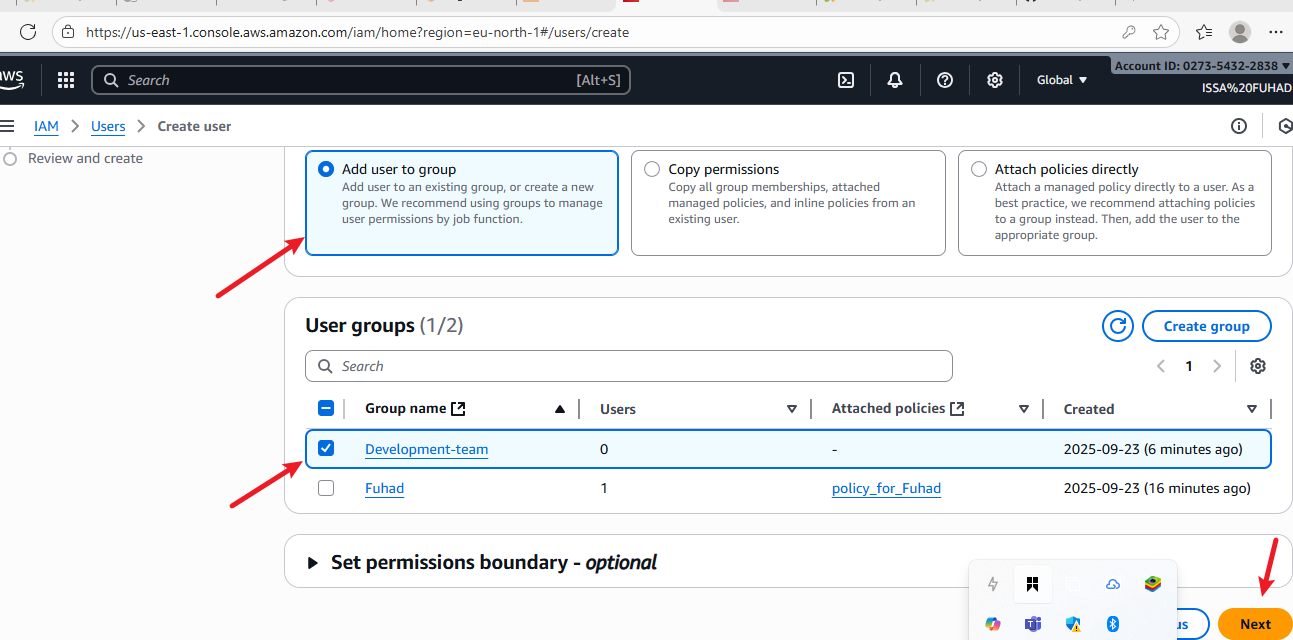 https://us-east-1.console.aws.amazon.com/iam/home?region=eu-north-1#/users/create
aws
Search
[Alt+S]
Global
Account ID: 0273-5432-2838
ISSA%20FUHAD
IAM
Users
Create user
Review and create
Add user to group
Add user to an existing group, or create a new
group. We recommend using groups to manage
user permissions by job function.
Copy permissions
Copy all group memberships, attached
managed policies, and inline policies from an
existing user.
Attach policies directly
Attach a managed policy directly to a user. As a
best practice, we recommend attaching policies
to a group instead. Then, add the user to the
appropriate group.
User groups (1/2)
Create group
Search
1
Group name
Users
Attached policies
Created
Development-team
0
-
2025-09-23 (6 minutes ago)
Fuhad
1
policy_for_Fuhad
2025-09-23 (16 minutes ago)
Set permissions boundary - optional
Next